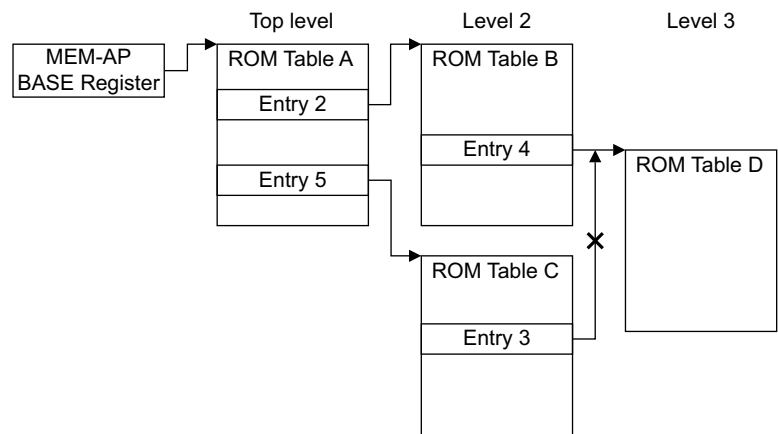 Top level
Level 2
Level 3
MEM-AP
BASE Register
ROM Table A
ROM Table B
Entry 2
Entry 4
ROM Table D
Entry 5
ROM Table C
Entry 3